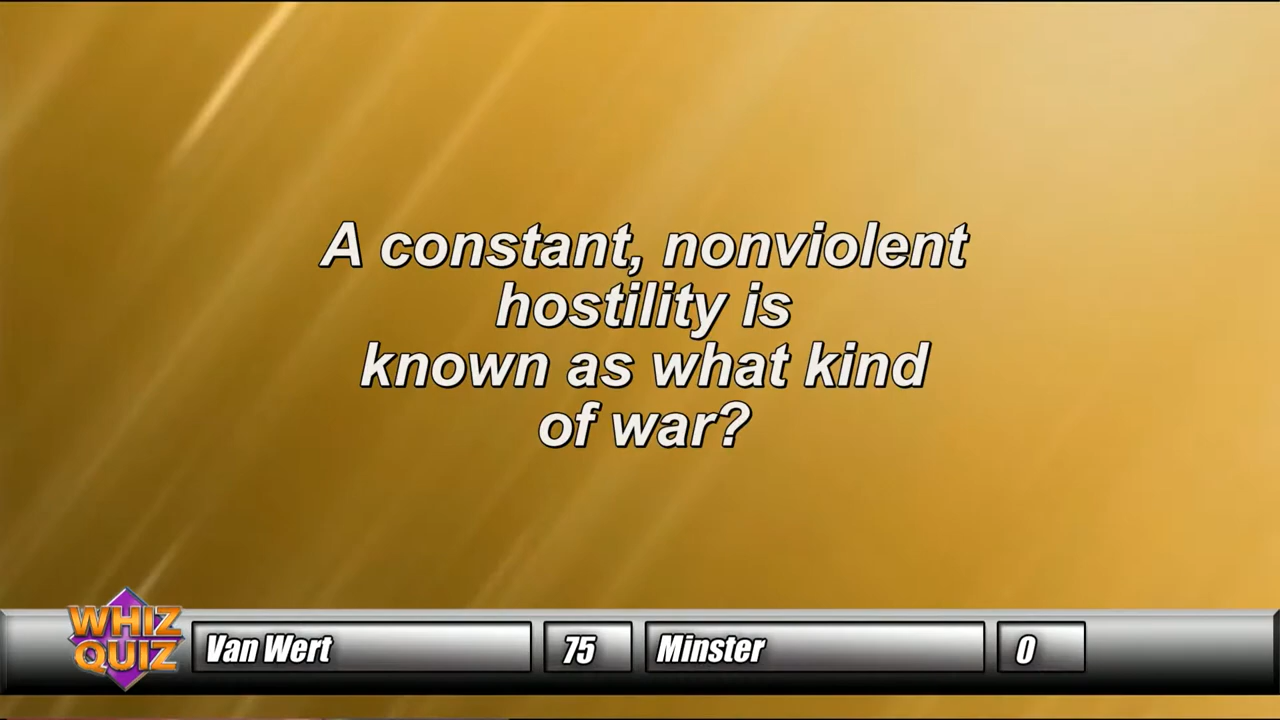 A constant, nonviolent
hostility is
known as what kind
of war?
WHIZ
QUIZ
Van Wert
75
Minster
0